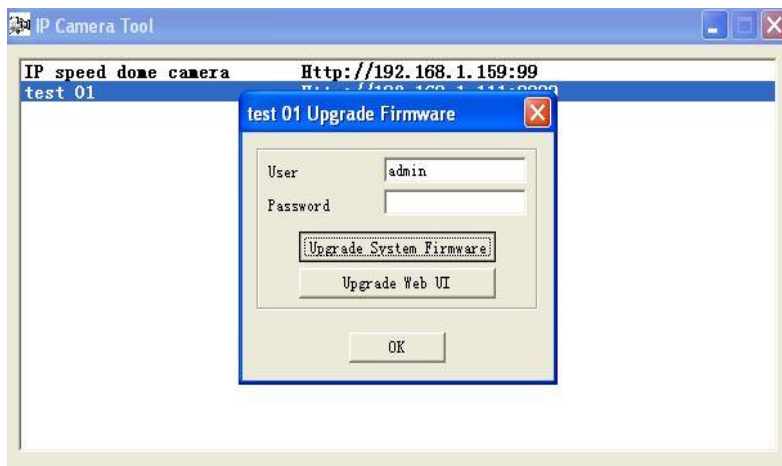 IP Camera Tool
IP speed dome camera Http://192.168.1.159:99
test 01
test 01 Upgrade Firmware
User admin
Password
Upgrade System Firmware
Upgrade Web UI
OK